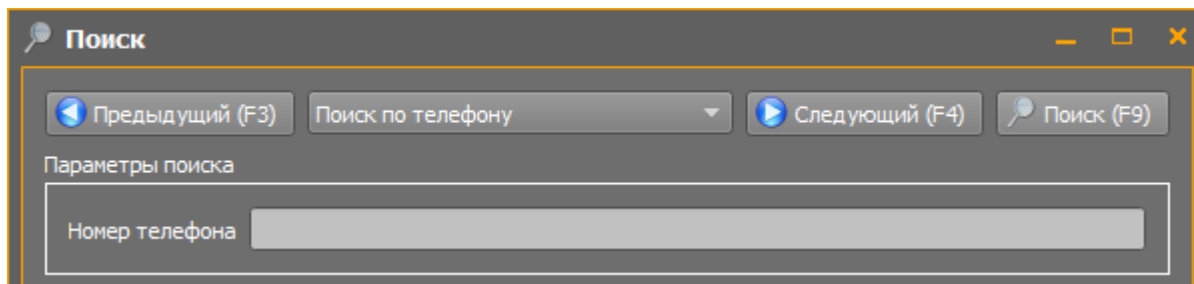 Поиск
Предыдущий (F3) Поиск по телефону Следующий (F4) Поиск (F9)
Параметры поиска
Номер телефона